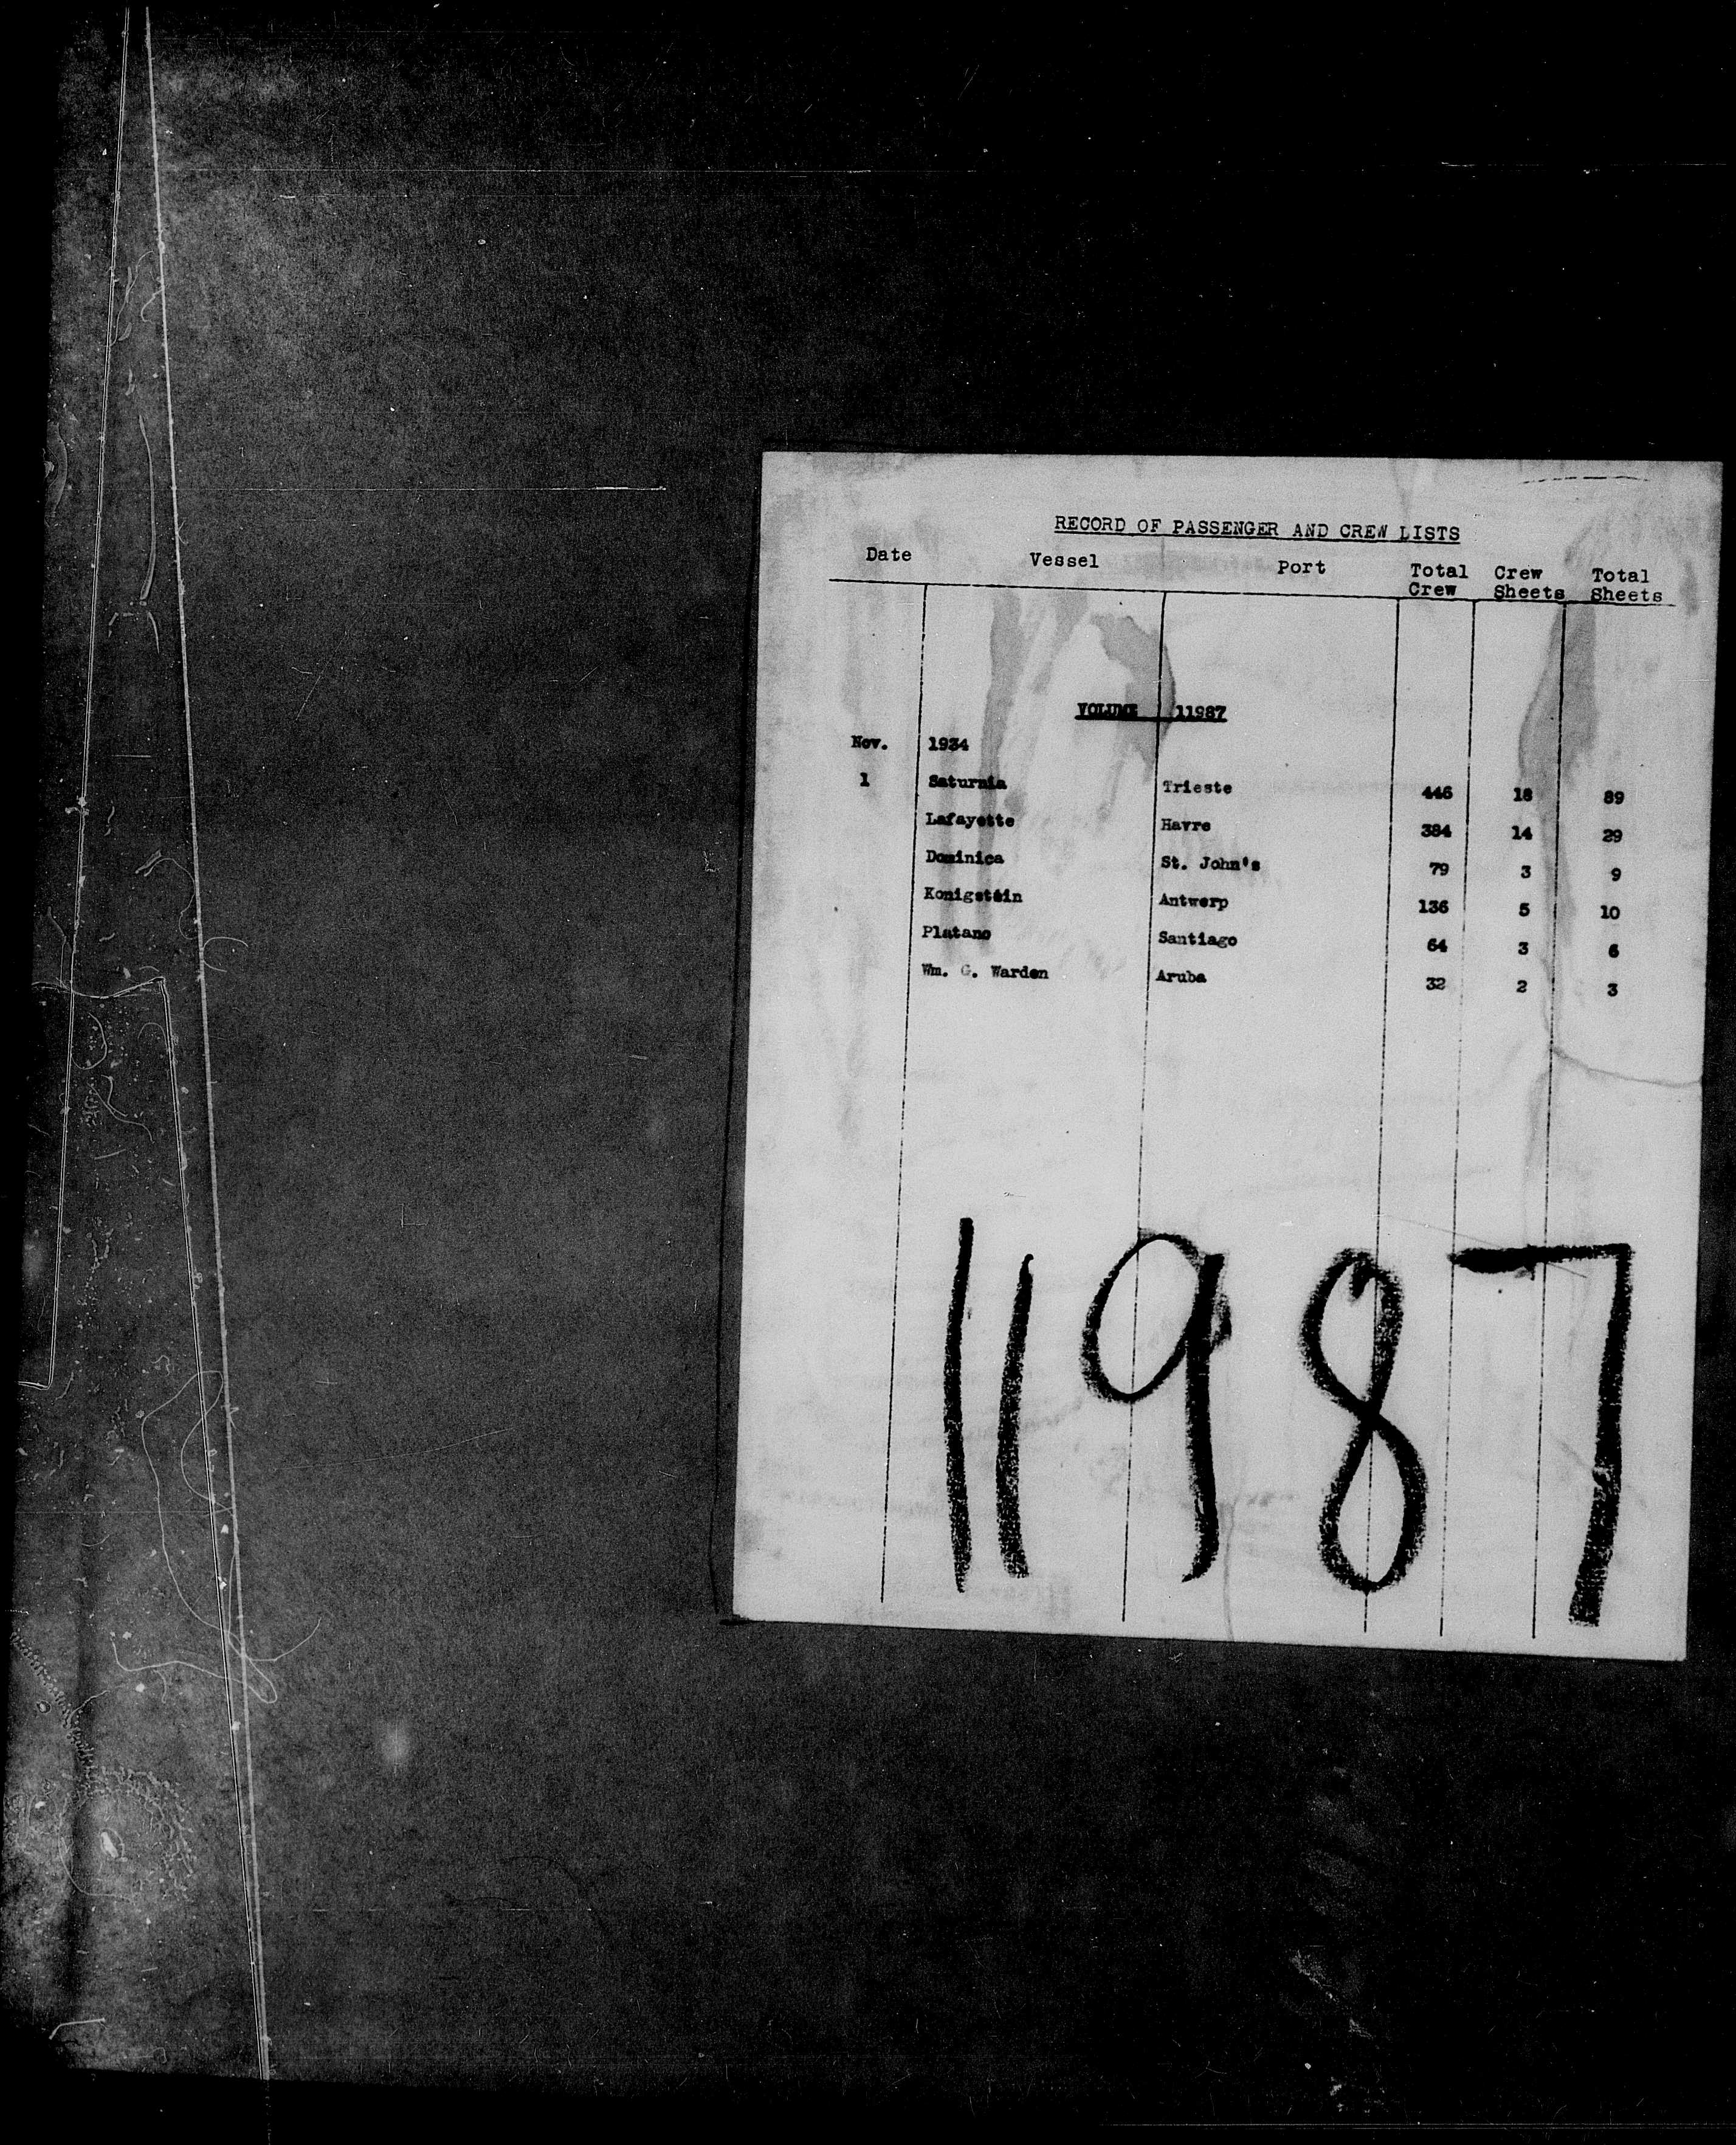 RECORD OF PASSENGER AND CREW LISTS
Date Vessel Port Total Crew Crew Sheets Total Sheets
VOLUME 11987
Nov. 1934
1 Saturnia Trieste 446 18 89
Lafayette Havre 384 14 29
Dominica St. John's 79 3 9
Konigstein Antwerp 136 5 10
Platano Santiago 64 3 6
Wm. G. Warden Aruba 32 2 3
11987